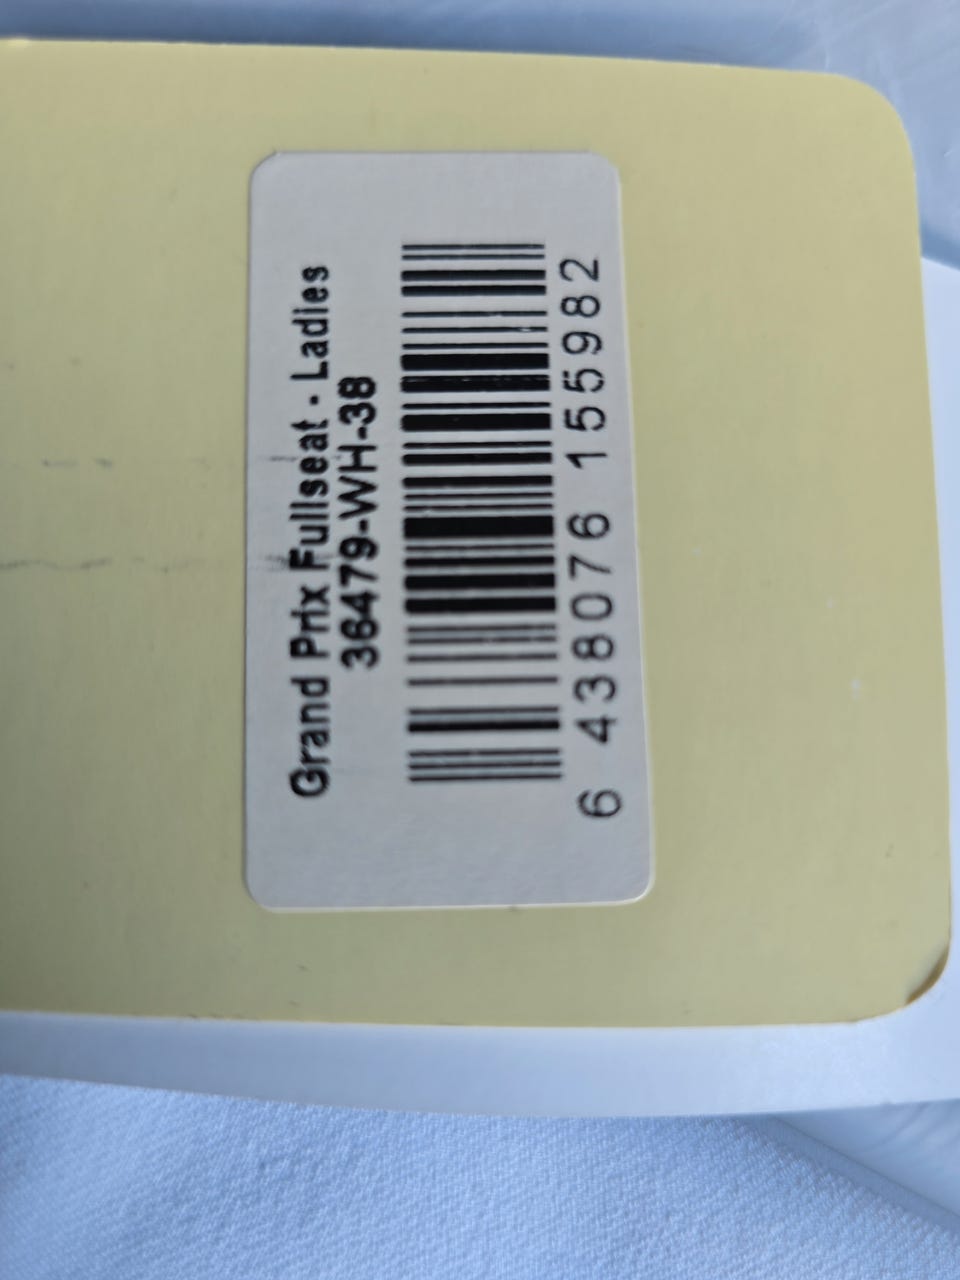 Grand Prix Fullseat - Ladies
36479-WH-38
6 438076 155982